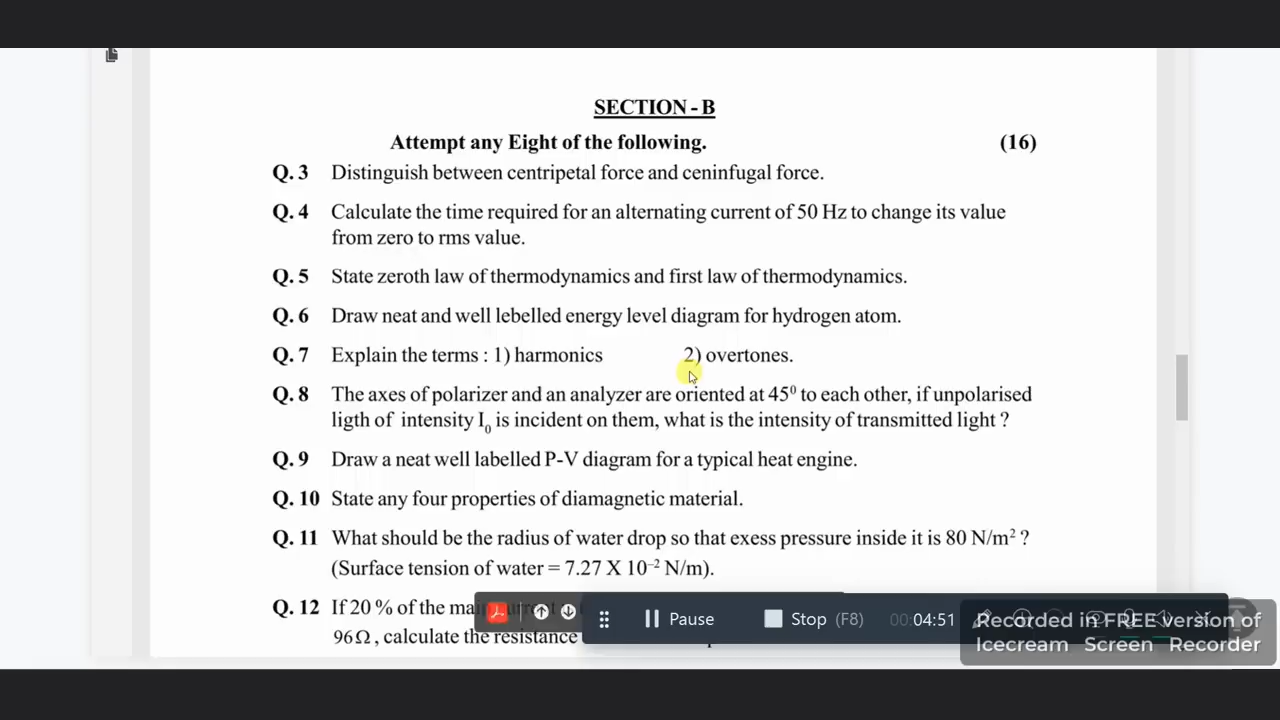 SECTION - B
Attempt any Eight of the following. (16)
Q. 3 Distinguish between centripetal force and ceninfugal force.
Q. 4 Calculate the time required for an alternating current of 50 Hz to change its value
from zero to rms value.
Q. 5 State zeroth law of thermodynamics and first law of thermodynamics.
Q. 6 Draw neat and well lebelled energy level diagram for hydrogen atom.
Q. 7 Explain the terms : 1) harmonics 2) overtones.
Q. 8 The axes of polarizer and an analyzer are oriented at 45⁰ to each other, if unpolarised
ligth of intensity I₀ is incident on them, what is the intensity of transmitted light ?
Q. 9 Draw a neat well labelled P-V diagram for a typical heat engine.
Q. 10 State any four properties of diamagnetic material.
Q. 11 What should be the radius of water drop so that exess pressure inside it is 80 N/m² ?
(Surface tension of water = 7.27 X 10⁻² N/m).
Q. 12 If 20 % of the
96Ω, calculate the resistance
Pause Stop (F8) 00:04:51
Recorded in FREE version of
Icecream Screen Recorder